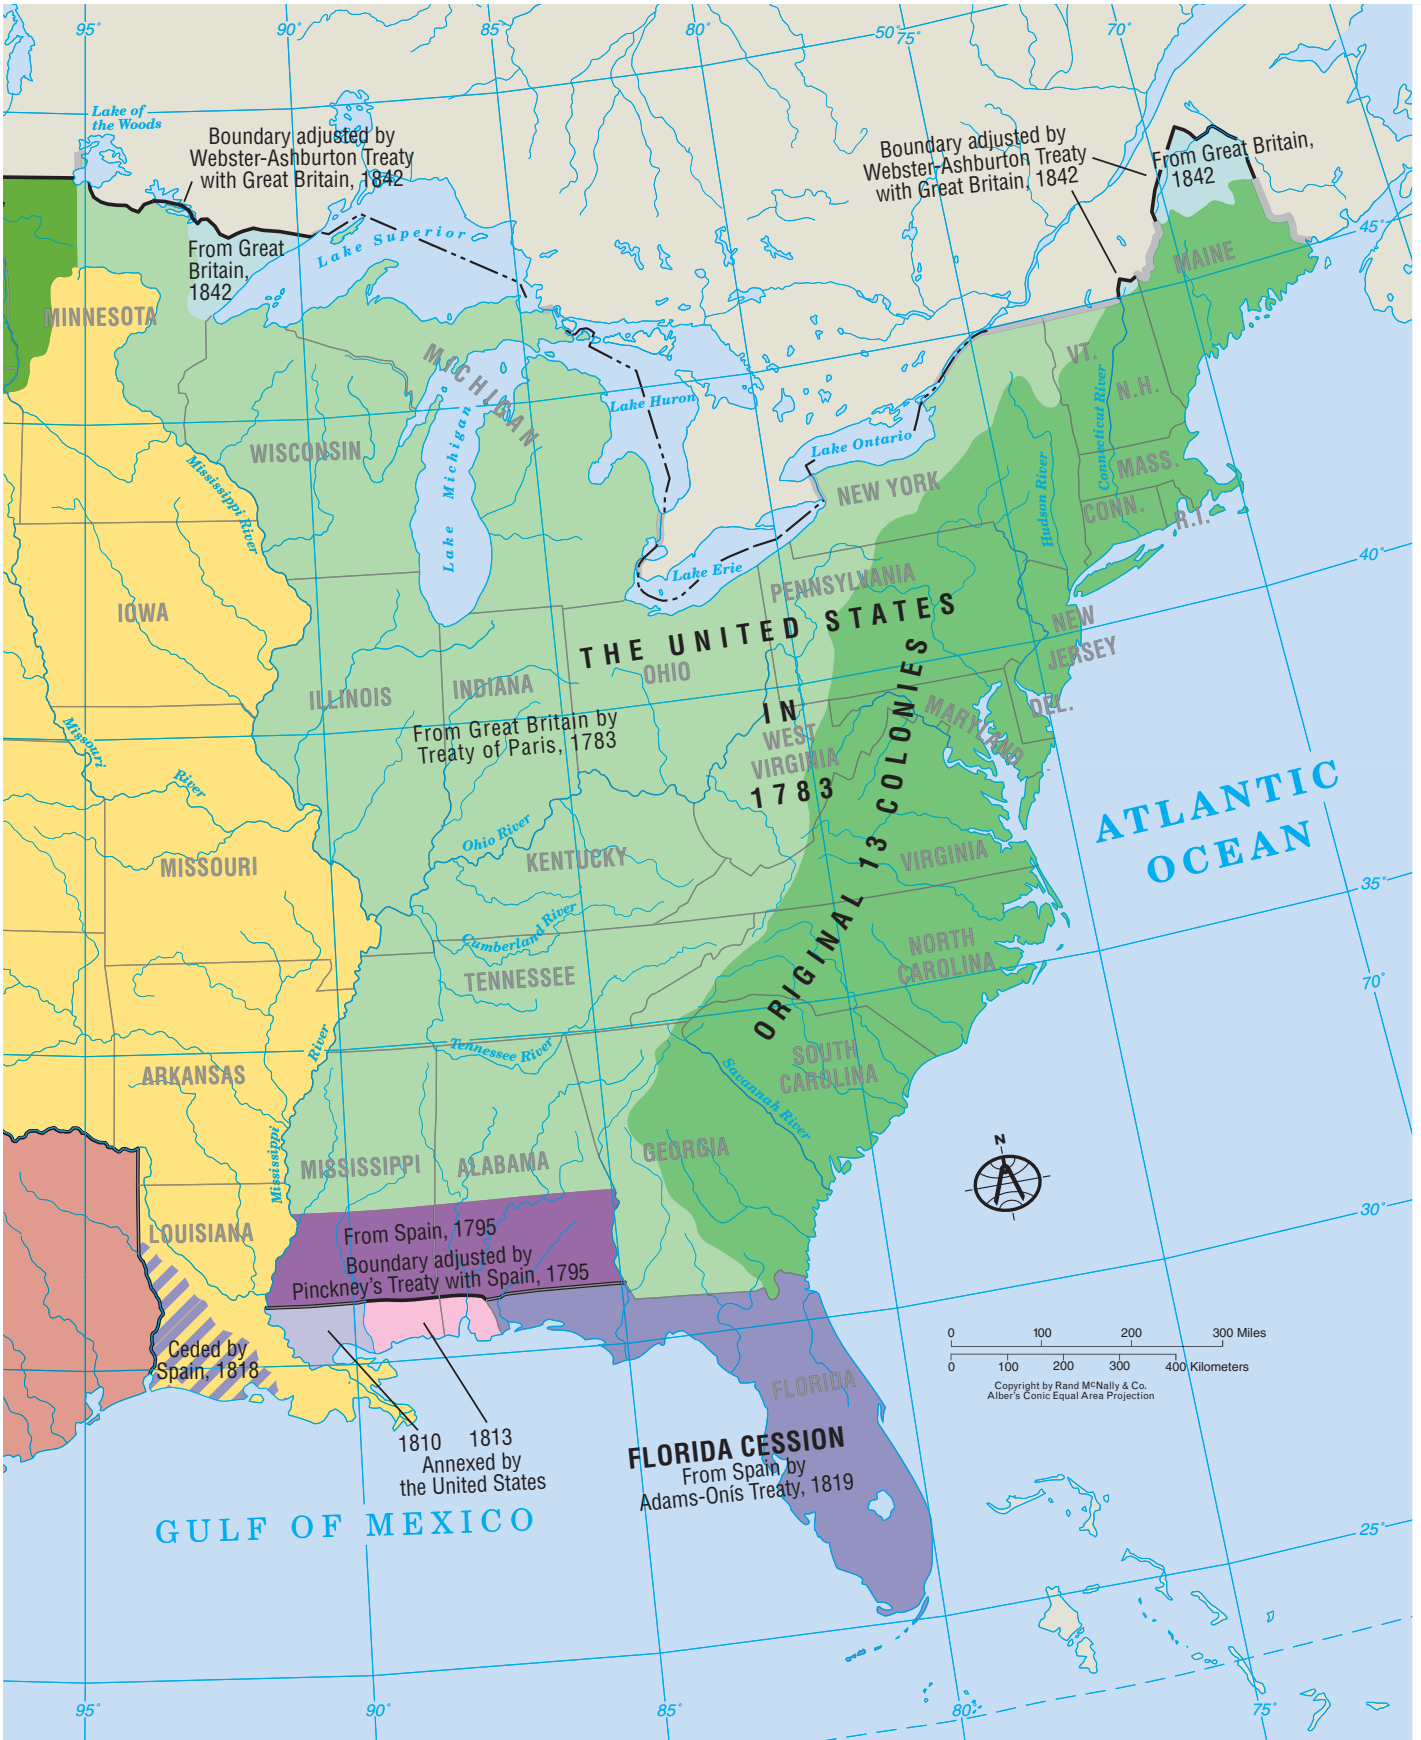 95°
90°
85°
80°
50°
75°
70°
Lake of
the Woods
Boundary adjusted by
Webster-Ashburton Treaty
with Great Britain, 1842
Boundary adjusted by
Webster-Ashburton Treaty
with Great Britain, 1842
From Great Britain,
1842
45°
From Great
Britain,
1842
Lake Superior
MAINE
MINNESOTA
MICHIGAN
VT.
N.H.
Connecticut River
Lake Huron
Lake Michigan
Lake Ontario
WISCONSIN
Mississippi River
NEW YORK
Hudson River
MASS.
CONN.
R.I.
40°
Lake Erie
PENNSYLVANIA
IOWA
THE UNITED STATES
IN
1783
NEW
JERSEY
OHIO
ILLINOIS
INDIANA
DEL.
MARYLAND
WEST
VIRGINIA
From Great Britain by
Treaty of Paris, 1783
ORIGINAL 13 COLONIES
Missouri
River
ATLANTIC
OCEAN
Ohio River
KENTUCKY
VIRGINIA
MISSOURI
35°
Cumberland River
NORTH
CAROLINA
TENNESSEE
70°
River
Tennessee River
SOUTH
CAROLINA
ARKANSAS
Savannah River
Mississippi
MISSISSIPPI
ALABAMA
GEORGIA
N
30°
LOUISIANA
From Spain, 1795
Boundary adjusted by
Pinckney's Treaty with Spain, 1795
Ceded by
Spain, 1818
0 100 200 300 Miles
0 100 200 300 400 Kilometers
Copyright by Rand McNally & Co.
Alber's Conic Equal Area Projection
FLORIDA
1810 1813
Annexed by
the United States
FLORIDA CESSION
From Spain by
Adams-Onís Treaty, 1819
GULF OF MEXICO
25°
95°
90°
85°
80°
75°